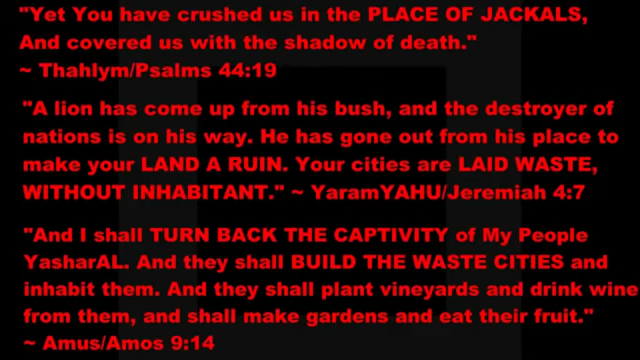 "Yet You have crushed us in the PLACE OF JACKALS,
And covered us with the shadow of death."
~ Thahlym/Psalms 44:19
"A lion has come up from his bush, and the destroyer of
nations is on his way. He has gone out from his place to
make your LAND A RUIN. Your cities are LAID WASTE,
WITHOUT INHABITANT." ~ YaramYAHU/Jeremiah 4:7
"And I shall TURN BACK THE CAPTIVITY of My People
YasharAL. And they shall BUILD THE WASTE CITIES and
inhabit them. And they shall plant vineyards and drink wine
from them, and shall make gardens and eat their fruit."
~ Amus/Amos 9:14